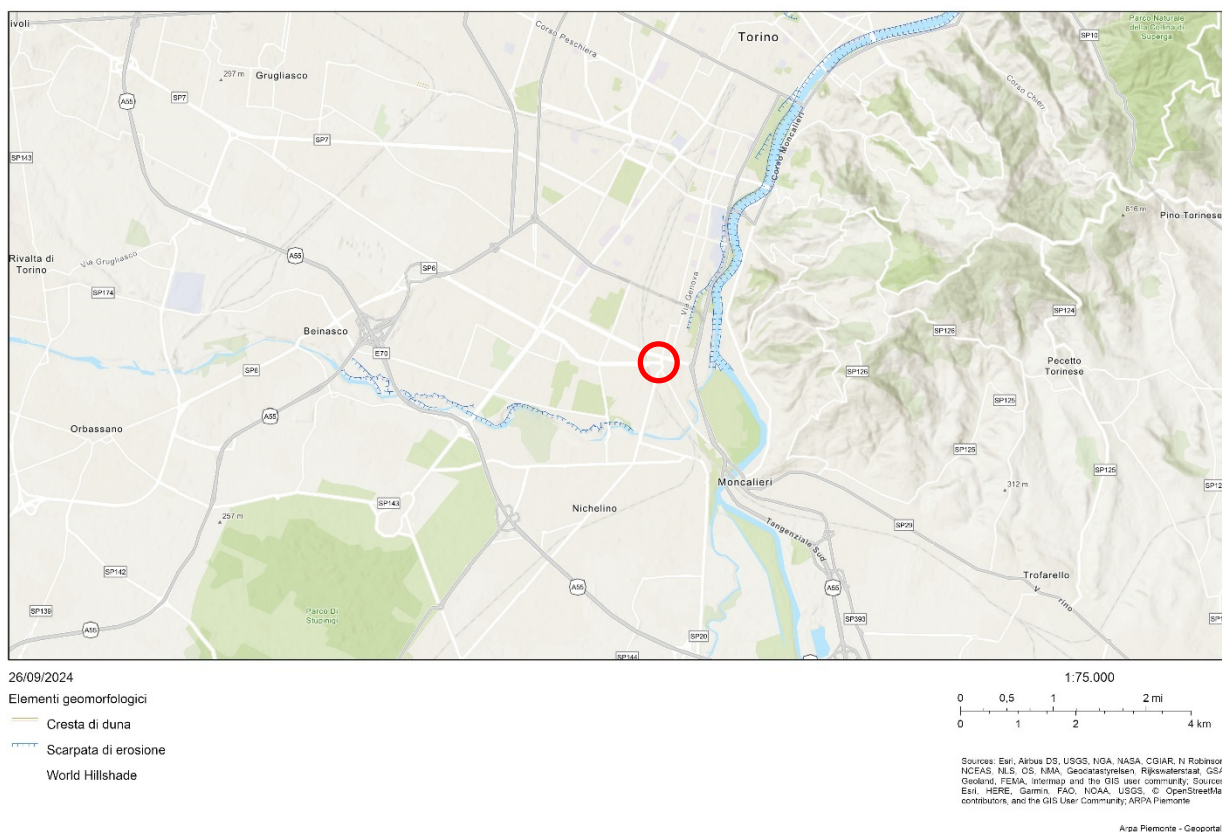 ivoli
Torino
Parco Naturale
della Collina di
Superga
SP10
Corso Peschiera
297 m
Grugliasco
A55
A55
SP7
SP7
Corso Chieri
SP143
Corso Moncalieri
616 m
Pino Torinese
Rivalta di
Torino
Via Grugliasco
A55
SP6
SP174
Via Genova
SP124
Beinasco
SP126
E70
SP6
SP126
Pecetto
Torinese
SP125
A55
Orbassano
SP125
SP125
Moncalieri
SP12
312 m
SP143
Nichelino
257 m
Tangenziale Sud
SP29
SP142
A55
A55
Trofarello
SP139
Parco Di
Stupinigi
SP393
SP1
A55
SP20
SP144
26/09/2024
1:75.000
Elementi geomorfologici
Cresta di duna
Scarpata di erosione
World Hillshade
0 0,5 1 2 mi
0 1 2 4 km
Sources: Esri, Airbus DS, USGS, NGA, NASA, CGIAR, N Robinson
NCEAS, NLS, OS, NMA, Geodatastyrelsen, Rijkswaterstaat, GSA
Geoland, FEMA, Intermap and the GIS user community; Sources
Esri, HERE, Garmin, FAO, NOAA, USGS, © OpenStreetMa
contributors, and the GIS User Community; ARPA Piemonte
Arpa Piemonte - Geoportal